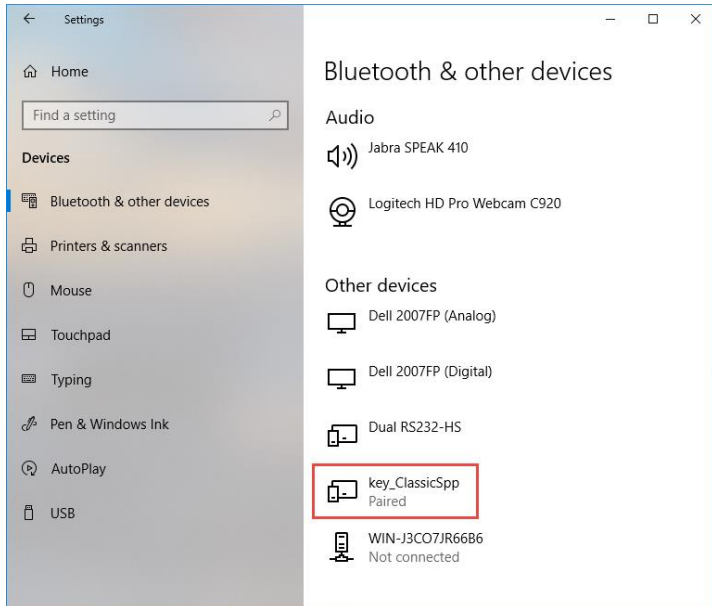 Settings
Home
Find a setting
Devices
Bluetooth & other devices
Printers & scanners
Mouse
Touchpad
Typing
Pen & Windows Ink
AutoPlay
USB
Bluetooth & other devices
Audio
Jabra SPEAK 410
Logitech HD Pro Webcam C920
Other devices
Dell 2007FP (Analog)
Dell 2007FP (Digital)
Dual RS232-HS
key_ClassicSpp
Paired
WIN-J3CO7JR66B6
Not connected